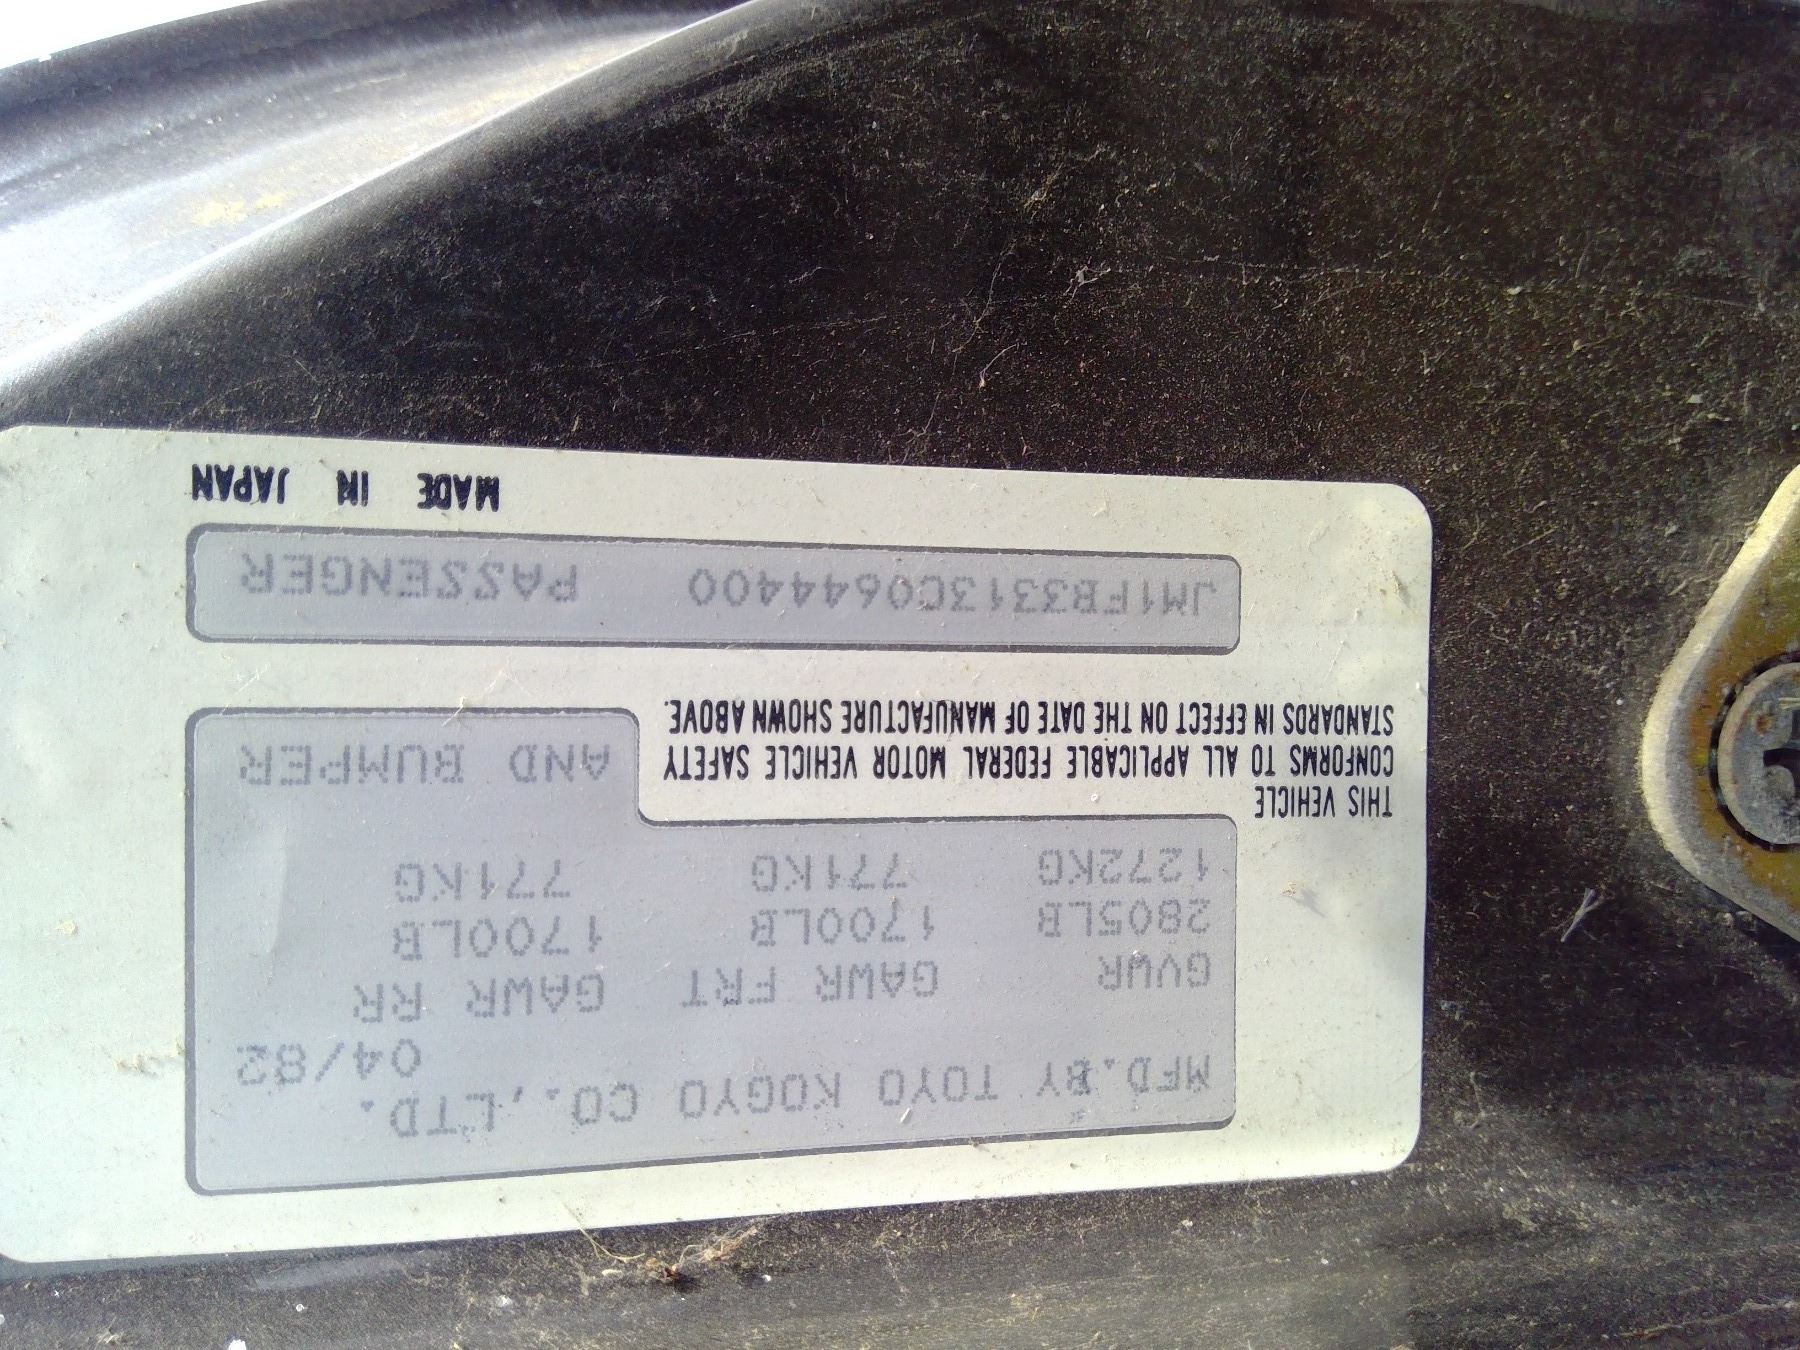 MFD.BY TOYO KOGYO CO.,LTD.
04/82
GVWR GAWR FRT GAWR RR
2805LB 1700LB 1700LB
1272KG 771KG 771KG
THIS VEHICLE
CONFORMS TO ALL APPLICABLE FEDERAL MOTOR VEHICLE SAFETY AND BUMPER
STANDARDS IN EFFECT ON THE DATE OF MANUFACTURE SHOWN ABOVE.
JM1FB3313C0644400 PASSENGER
MADE IN JAPAN